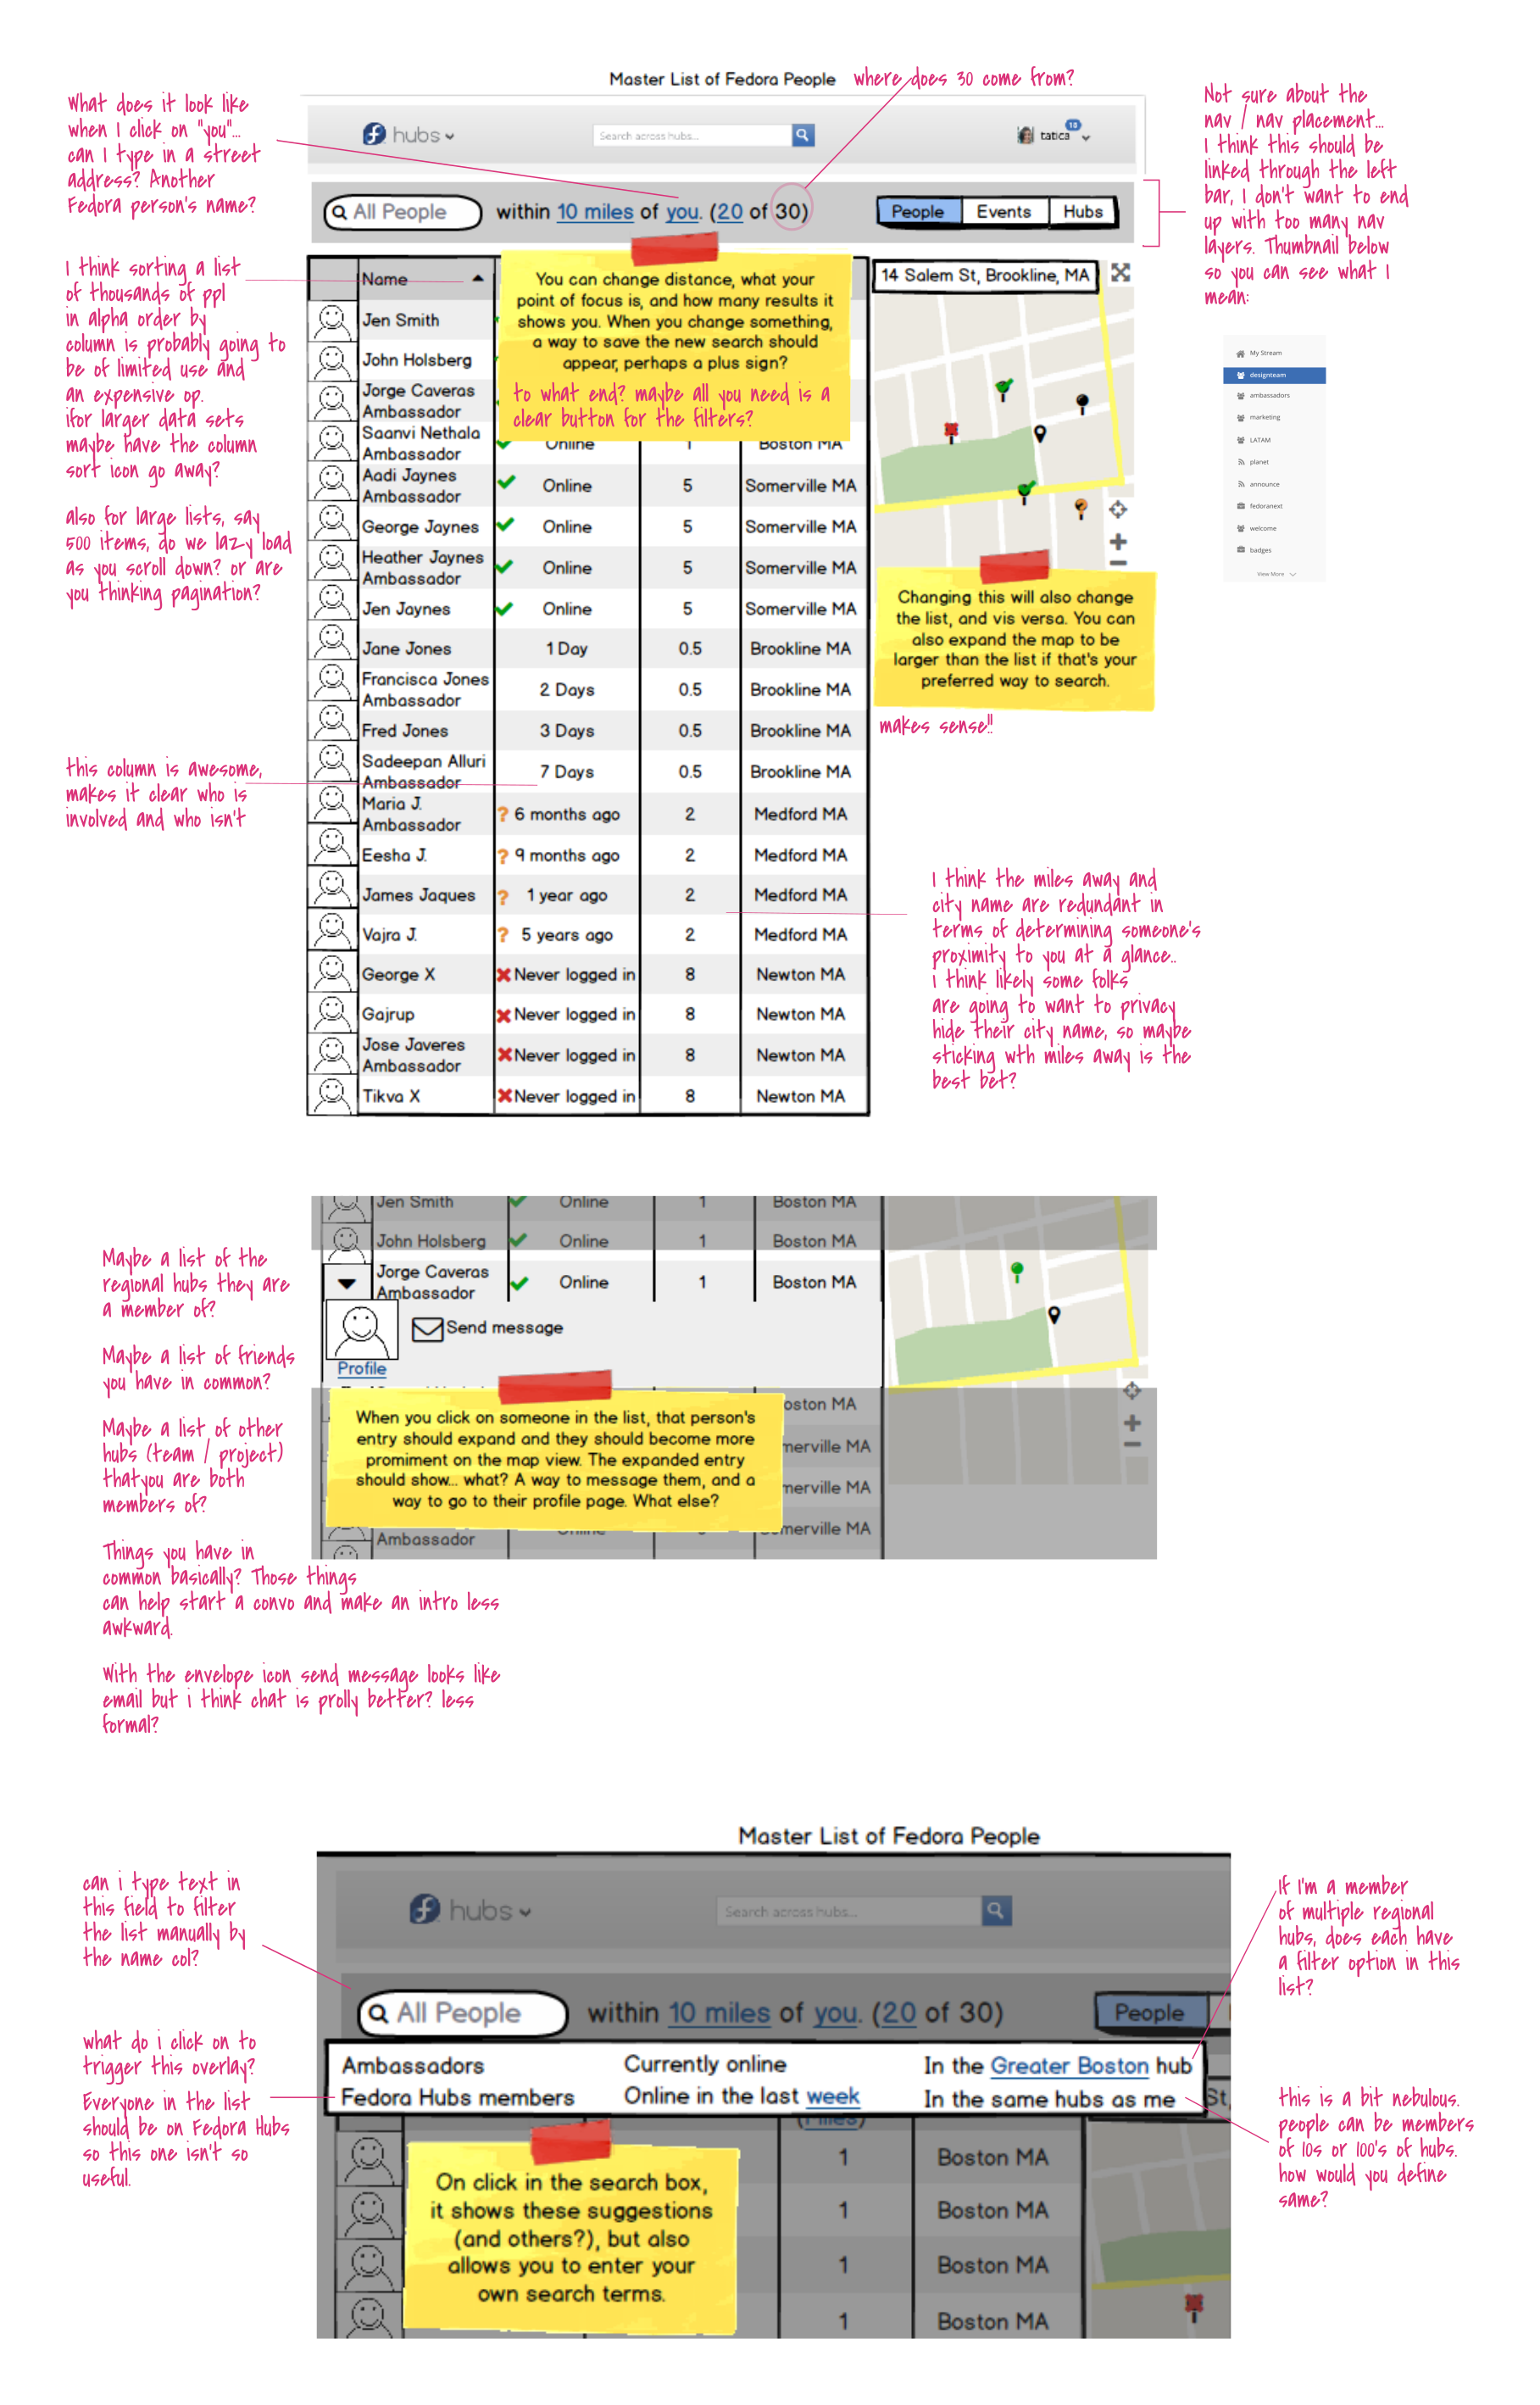 Master List of Fedora People
where does 30 come from?
What does it look like
when I click on "you"...
can I type in a street
address? Another
Fedora person's name?
hubs
Search across hubs...
10
tatica
Not sure about the
nav / nav placement...
I think this should be
linked through the left
bar, I don't want to end
up with too many nav
layers. Thumbnail below
so you can see what I
mean:
All People
within 10 miles of you. (20 of 30)
People
Events
Hubs
I think sorting a list
of thousands of ppl
in alpha order by
column is probably going to
be of limited use and
an expensive op.
ifor larger data sets
maybe have the column
sort icon go away?
also for large lists, say
500 items, do we lazy load
as you scroll down? or are
you thinking pagination?
this column is awesome,
makes it clear who is
involved and who isn't
Name
You can change distance, what your
point of focus is, and how many results it
shows you. When you change something,
a way to save the new search should
appear, perhaps a plus sign?
to what end? maybe all you need is a
clear button for the filters?
14 Salem St, Brookline, MA
Jen Smith
John Holsberg
Jorge Caveras
Ambassador
Saanvi Nethala
Ambassador
Online
1
Boston MA
Aadi Jaynes
Ambassador
Online
5
Somerville MA
George Jaynes
Online
5
Somerville MA
Heather Jaynes
Ambassador
Online
5
Somerville MA
Jen Jaynes
Online
5
Somerville MA
Jane Jones
1 Day
0.5
Brookline MA
Francisca Jones
Ambassador
2 Days
0.5
Brookline MA
Fred Jones
3 Days
0.5
Brookline MA
Sadeepan Alluri
Ambassador
7 Days
0.5
Brookline MA
Maria J.
Ambassador
? 6 months ago
2
Medford MA
Eesha J.
? 9 months ago
2
Medford MA
James Jaques
? 1 year ago
2
Medford MA
Vajra J.
? 5 years ago
2
Medford MA
George X
Never logged in
8
Newton MA
Gajrup
Never logged in
8
Newton MA
Jose Javeres
Ambassador
Never logged in
8
Newton MA
Tikva X
Never logged in
8
Newton MA
Changing this will also change
the list, and vis versa. You can
also expand the map to be
larger than the list if that's your
preferred way to search.
makes sense!!
My Stream
designteam
ambassadors
marketing
LATAM
planet
announce
fedoranext
welcome
badges
View More
I think the miles away and
city name are redundant in
terms of determining someone's
proximity to you at a glance..
i think likely some folks
are going to want to privacy
hide their city name, so maybe
sticking wth miles away is the
best bet?
Maybe a list of the
regional hubs they are
a member of?
Maybe a list of friends
you have in common?
Maybe a list of other
hubs (team / project)
thatyou are both
members of?
Things you have in
common basically? Those things
can help start a convo and make an intro less
awkward.
With the envelope icon send message looks like
email but i think chat is prolly better? less
formal?
Jen Smith
Online
1
Boston MA
John Holsberg
Online
1
Boston MA
Jorge Caveras
Ambassador
Online
1
Boston MA
Send message
Profile
When you click on someone in the list, that person's
entry should expand and they should become more
promiment on the map view. The expanded entry
should show... what? A way to message them, and a
way to go to their profile page. What else?
oston MA
merville MA
merville MA
Ambassador
Online
merville MA
Master List of Fedora People
can i type text in
this field to filter
the list manually by
the name col?
what do i click on to
trigger this overlay?
Everyone in the list
should be on Fedora Hubs
so this one isn't so
useful.
hubs
Search across hubs...
All People
within 10 miles of you. (20 of 30)
People
Ambassadors
Currently online
In the Greater Boston hub
Fedora Hubs members
Online in the last week
In the same hubs as me
St,
(Miles)
1
Boston MA
1
Boston MA
1
Boston MA
1
Boston MA
On click in the search box,
it shows these suggestions
(and others?), but also
allows you to enter your
own search terms.
If I'm a member
of multiple regional
hubs, does each have
a filter option in this
list?
this is a bit nebulous.
people can be members
of 10s or 100's of hubs.
how would you define
same?